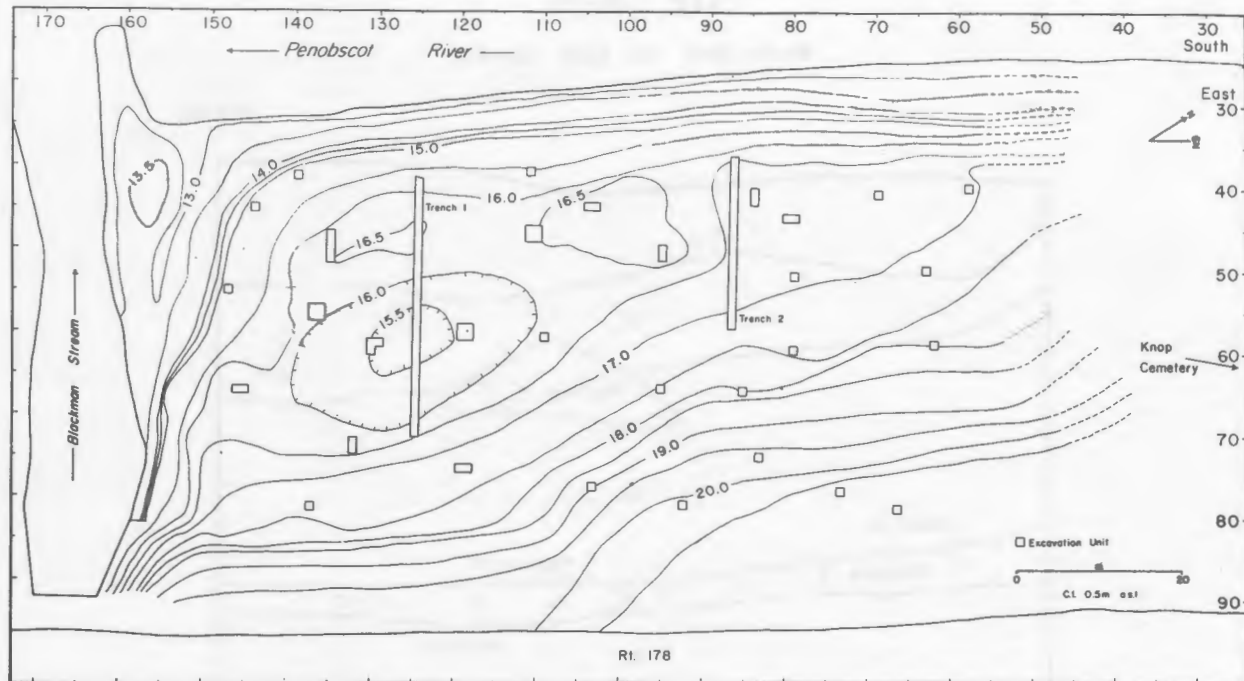 170 160 150 140 130 120 110 100 90 80 70 60 50 40 30
South
Penobscot River
East
30
40
50
60
70
80
90
13.5
13.0
14.0
15.0
16.0
16.5
16.5
16.0
15.5
17.0
18.0
19.0
20.0
Trench 1
Trench 2
Blackman Stream
Knop
Cemetery
Excavation Unit
0 20
C.I. 0.5m a.s.l
Rt. 178